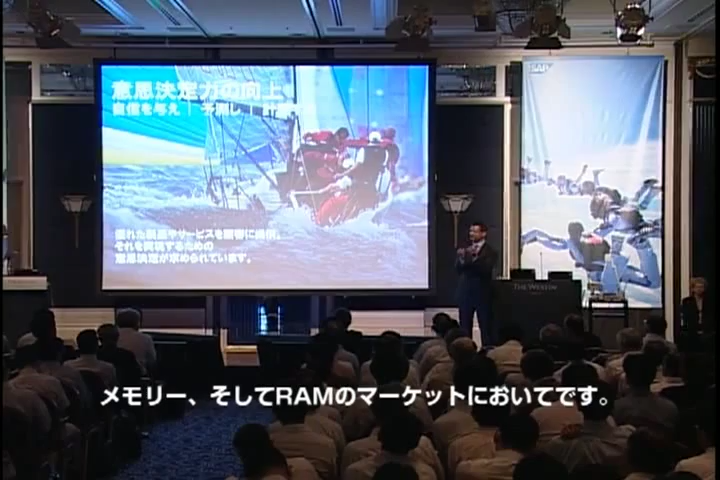 意思決定力の向上
自信を与え | 予測し | 計画
優れた製品やサービスを顧客に提供。
それを実現するための
意思決定が求められています。
THE WESTIN
メモリー、そしてRAMのマーケットにおいてです。